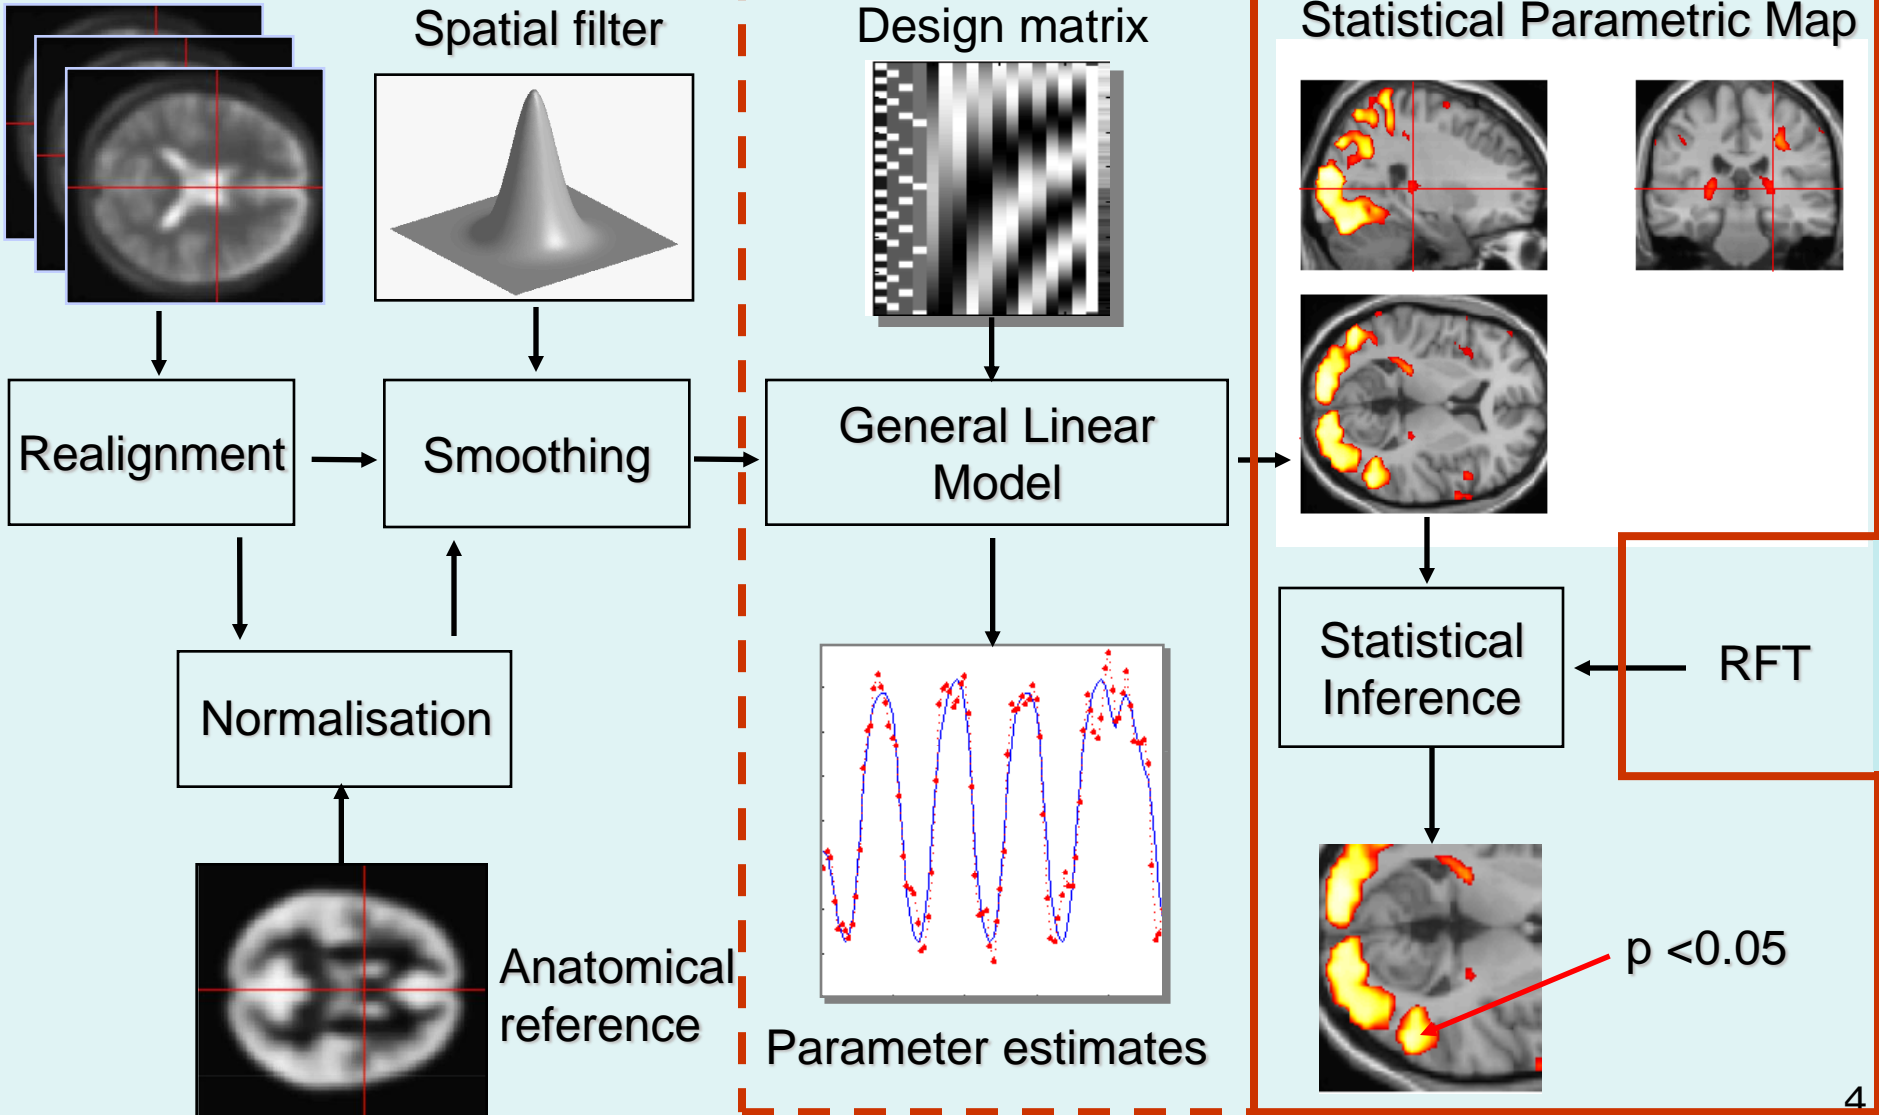 Spatial filter
Design matrix
Statistical Parametric Map
Realignment
Smoothing
General Linear
Model
Normalisation
Statistical
Inference
RFT
Anatomical
reference
Parameter estimates
p <0.05
4